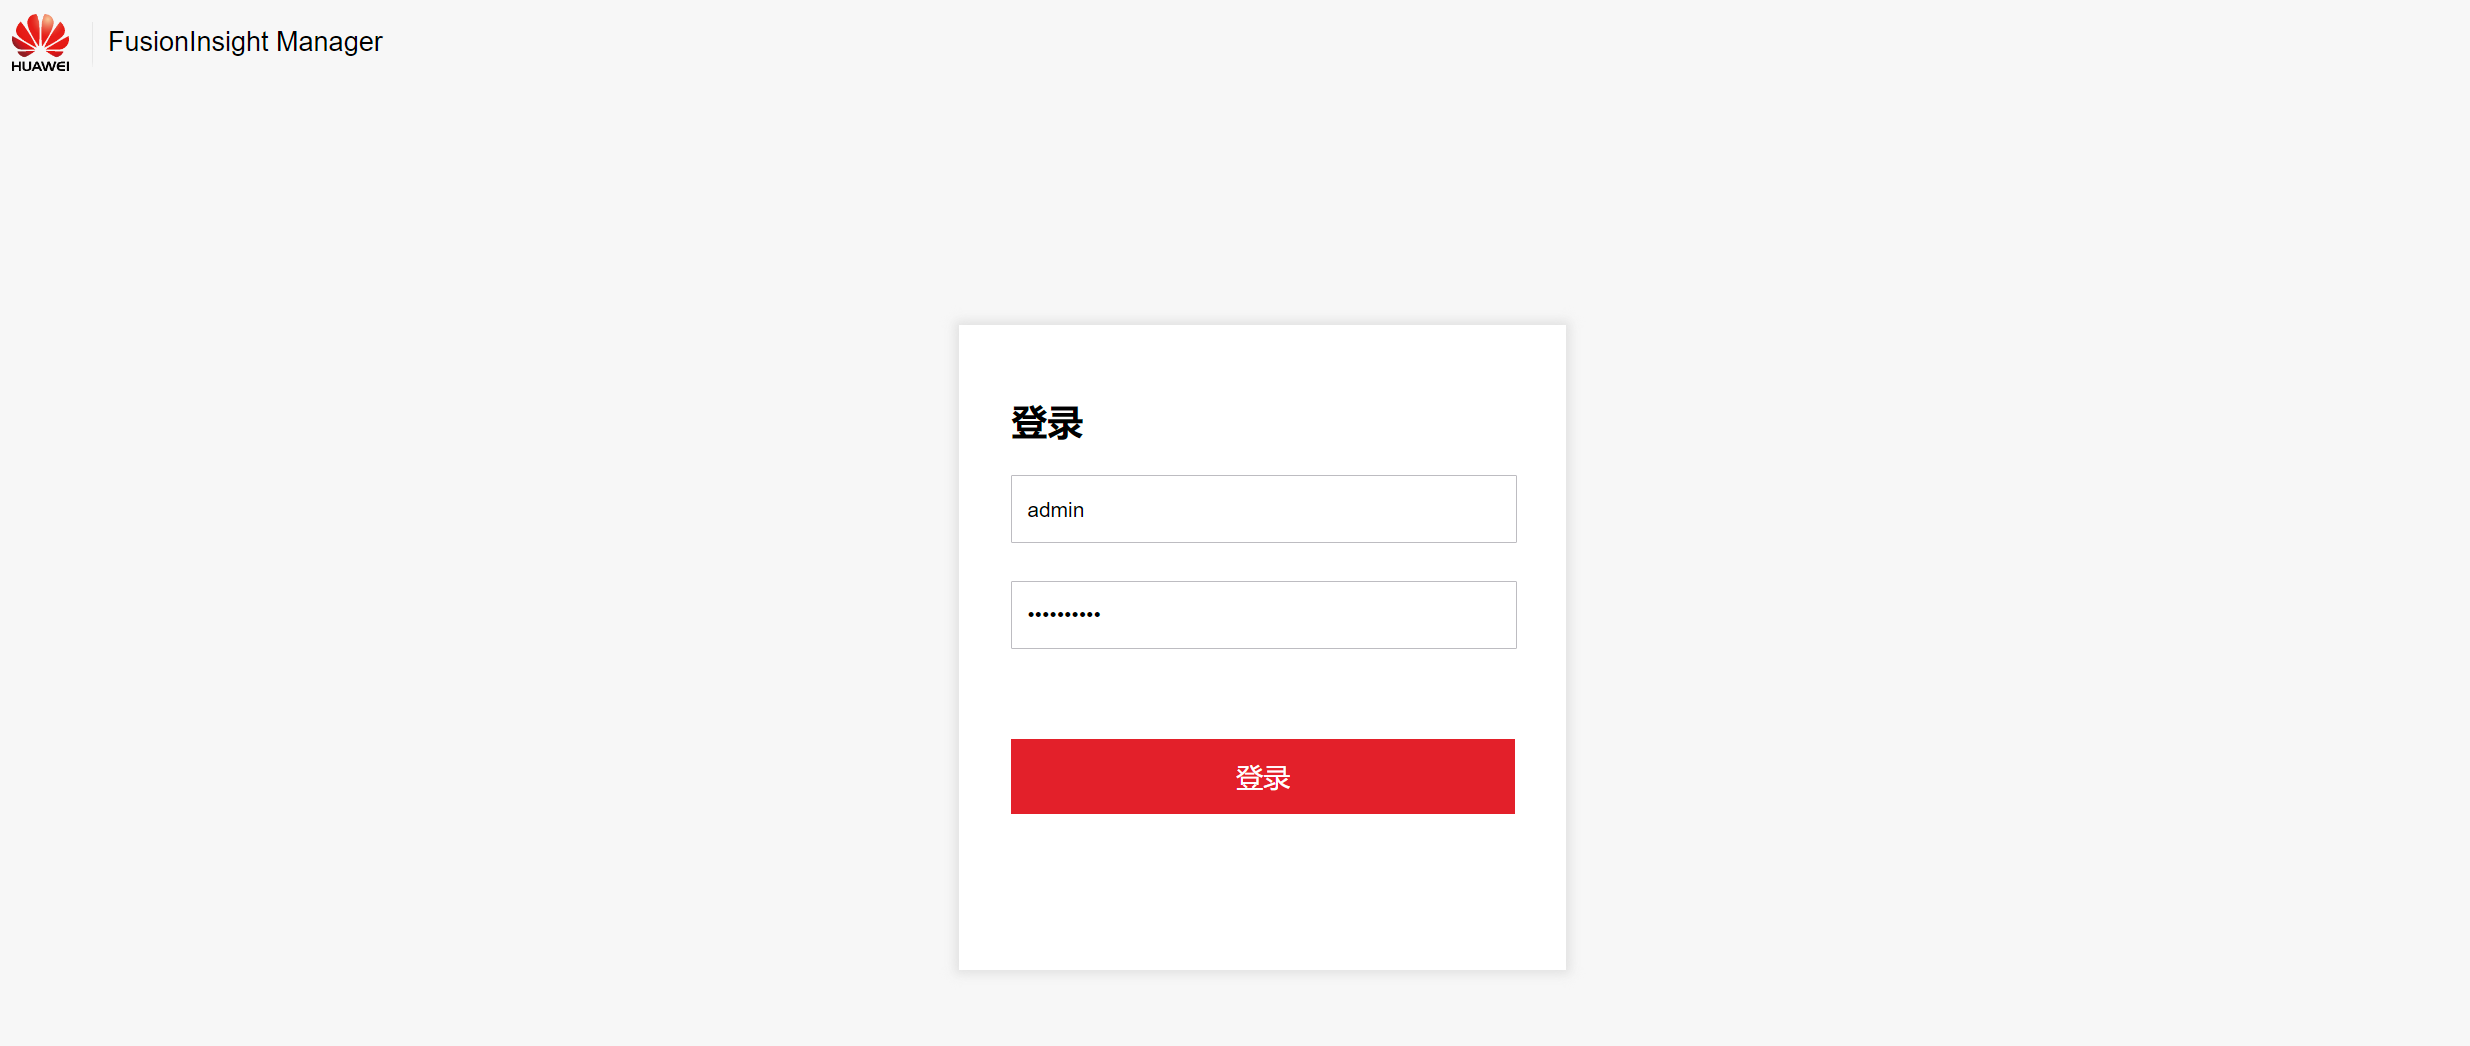 HUAWEI
FusionInsight Manager
登录
admin
••••••••••
登录